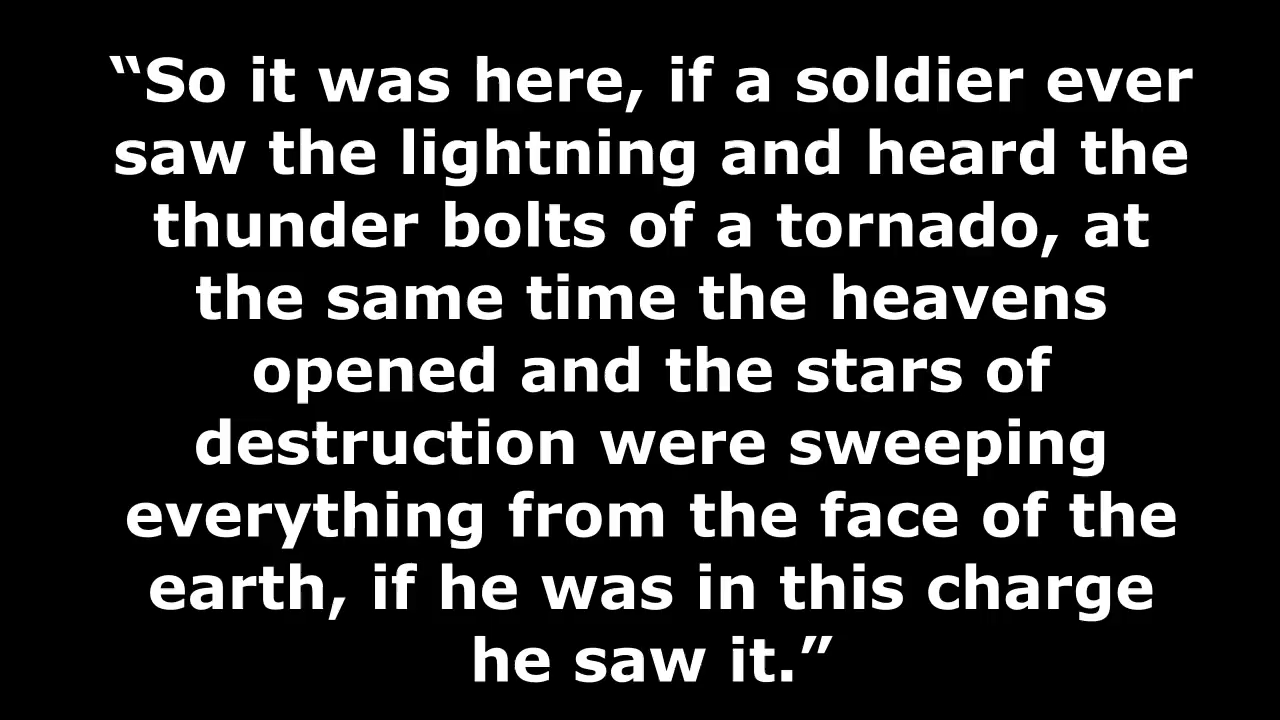 “So it was here, if a soldier ever
saw the lightning and heard the
thunder bolts of a tornado, at
the same time the heavens
opened and the stars of
destruction were sweeping
everything from the face of the
earth, if he was in this charge
he saw it.”